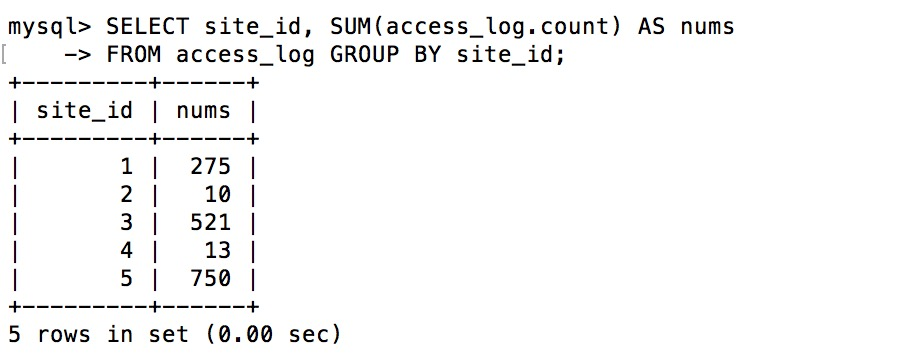 mysql> SELECT site_id, SUM(access_log.count) AS nums
[    -> FROM access_log GROUP BY site_id;
+---------+------+
| site_id | nums |
+---------+------+
|       1 |  275 |
|       2 |   10 |
|       3 |  521 |
|       4 |   13 |
|       5 |  750 |
+---------+------+
5 rows in set (0.00 sec)